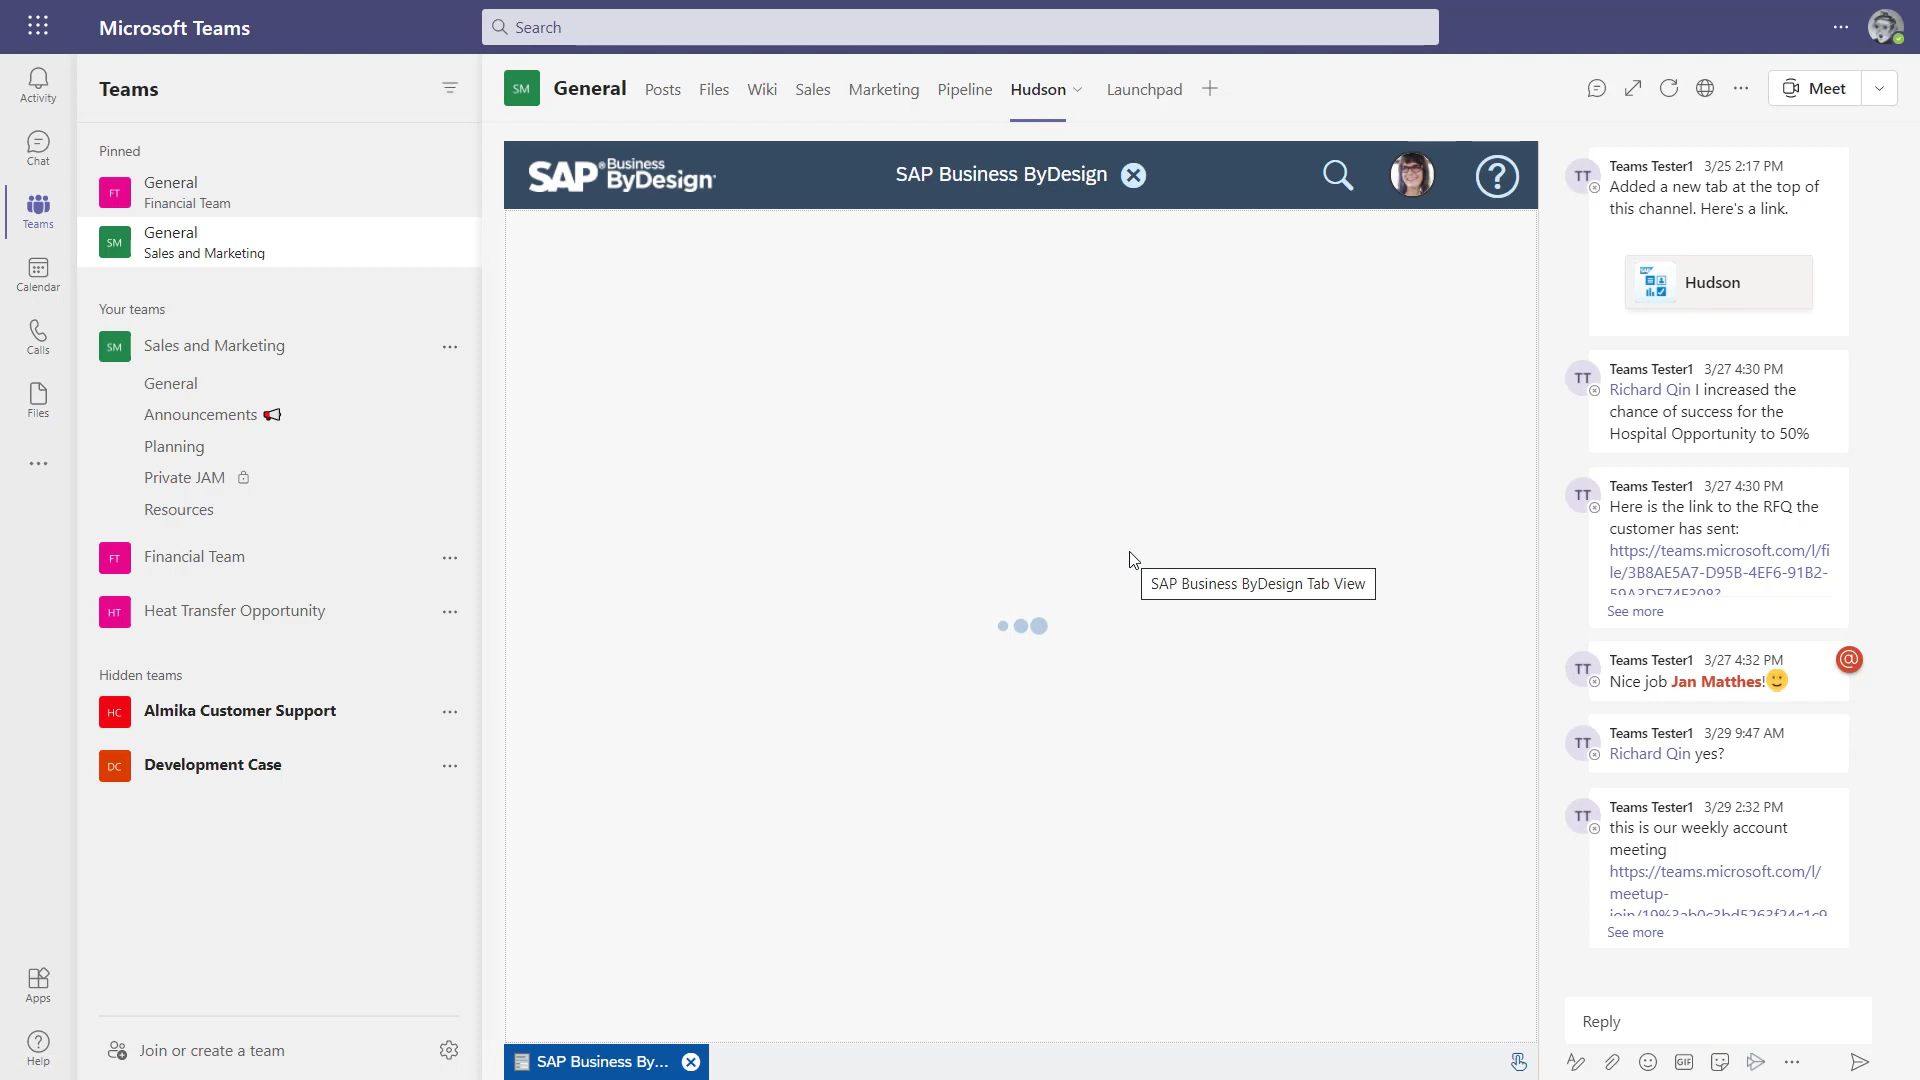 Microsoft Teams
Search
Activity
Chat
Teams
Calendar
Calls
Files
Apps
Help
Teams
Pinned
FT
General
Financial Team
SM
General
Sales and Marketing
Your teams
SM
Sales and Marketing
General
Announcements
Planning
Private JAM
Resources
FT
Financial Team
HT
Heat Transfer Opportunity
Hidden teams
HC
Almika Customer Support
DC
Development Case
Join or create a team
SM
General
Posts
Files
Wiki
Sales
Marketing
Pipeline
Hudson
Launchpad
Meet
SAP Business ByDesign
SAP Business ByDesign
SAP Business ByDesign Tab View
SAP Business By...
TT
Teams Tester1 3/25 2:17 PM
Added a new tab at the top of
this channel. Here's a link.
Hudson
TT
Teams Tester1 3/27 4:30 PM
Richard Qin I increased the
chance of success for the
Hospital Opportunity to 50%
TT
Teams Tester1 3/27 4:30 PM
Here is the link to the RFQ the
customer has sent:
https://teams.microsoft.com/l/fi
le/3B8AE5A7-D95B-4EF6-91B2-
See more
TT
Teams Tester1 3/27 4:32 PM
Nice job Jan Matthes!
TT
Teams Tester1 3/29 9:47 AM
Richard Qin yes?
TT
Teams Tester1 3/29 2:32 PM
this is our weekly account
meeting
https://teams.microsoft.com/l/
meetup-
See more
Reply
GIF